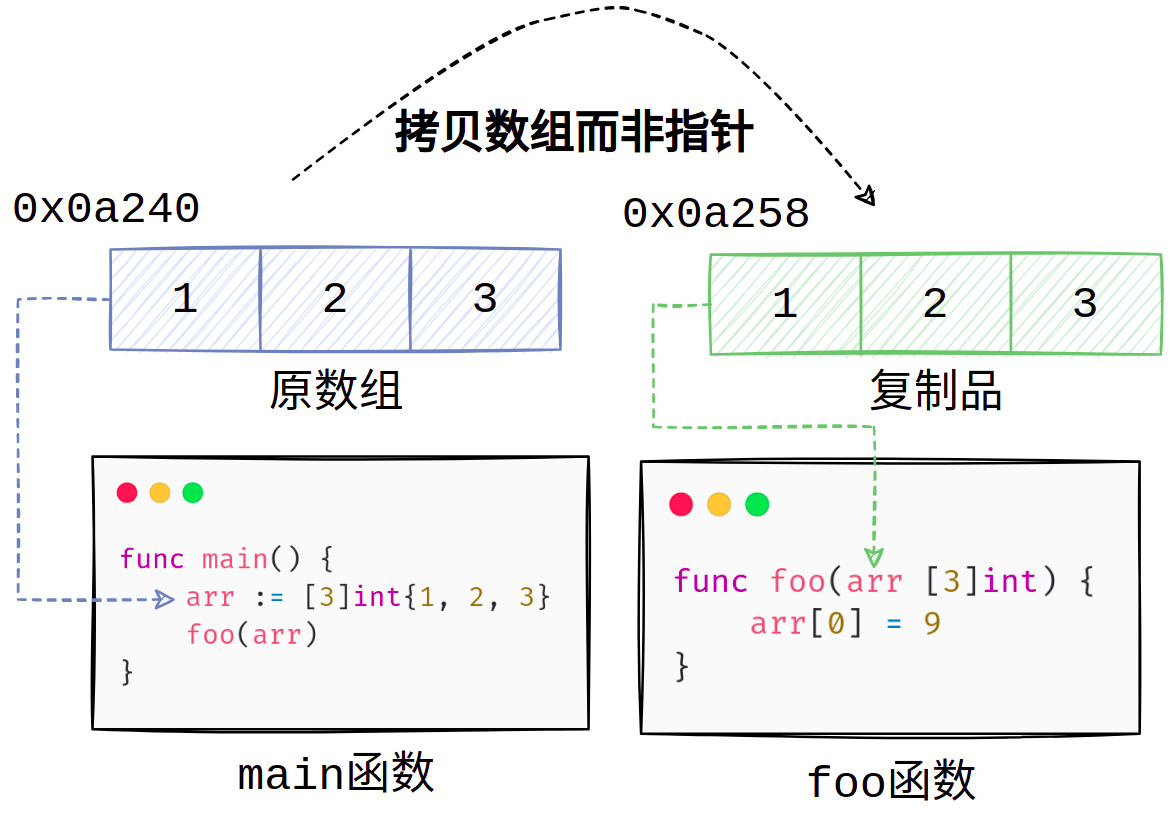 拷贝数组而非指针
0x0a240
1 2 3
原数组
0x0a258
1 2 3
复制品
func main() {
    arr := [3]int{1, 2, 3}
    foo(arr)
}
main函数
func foo(arr [3]int) {
    arr[0] = 9
}
foo函数